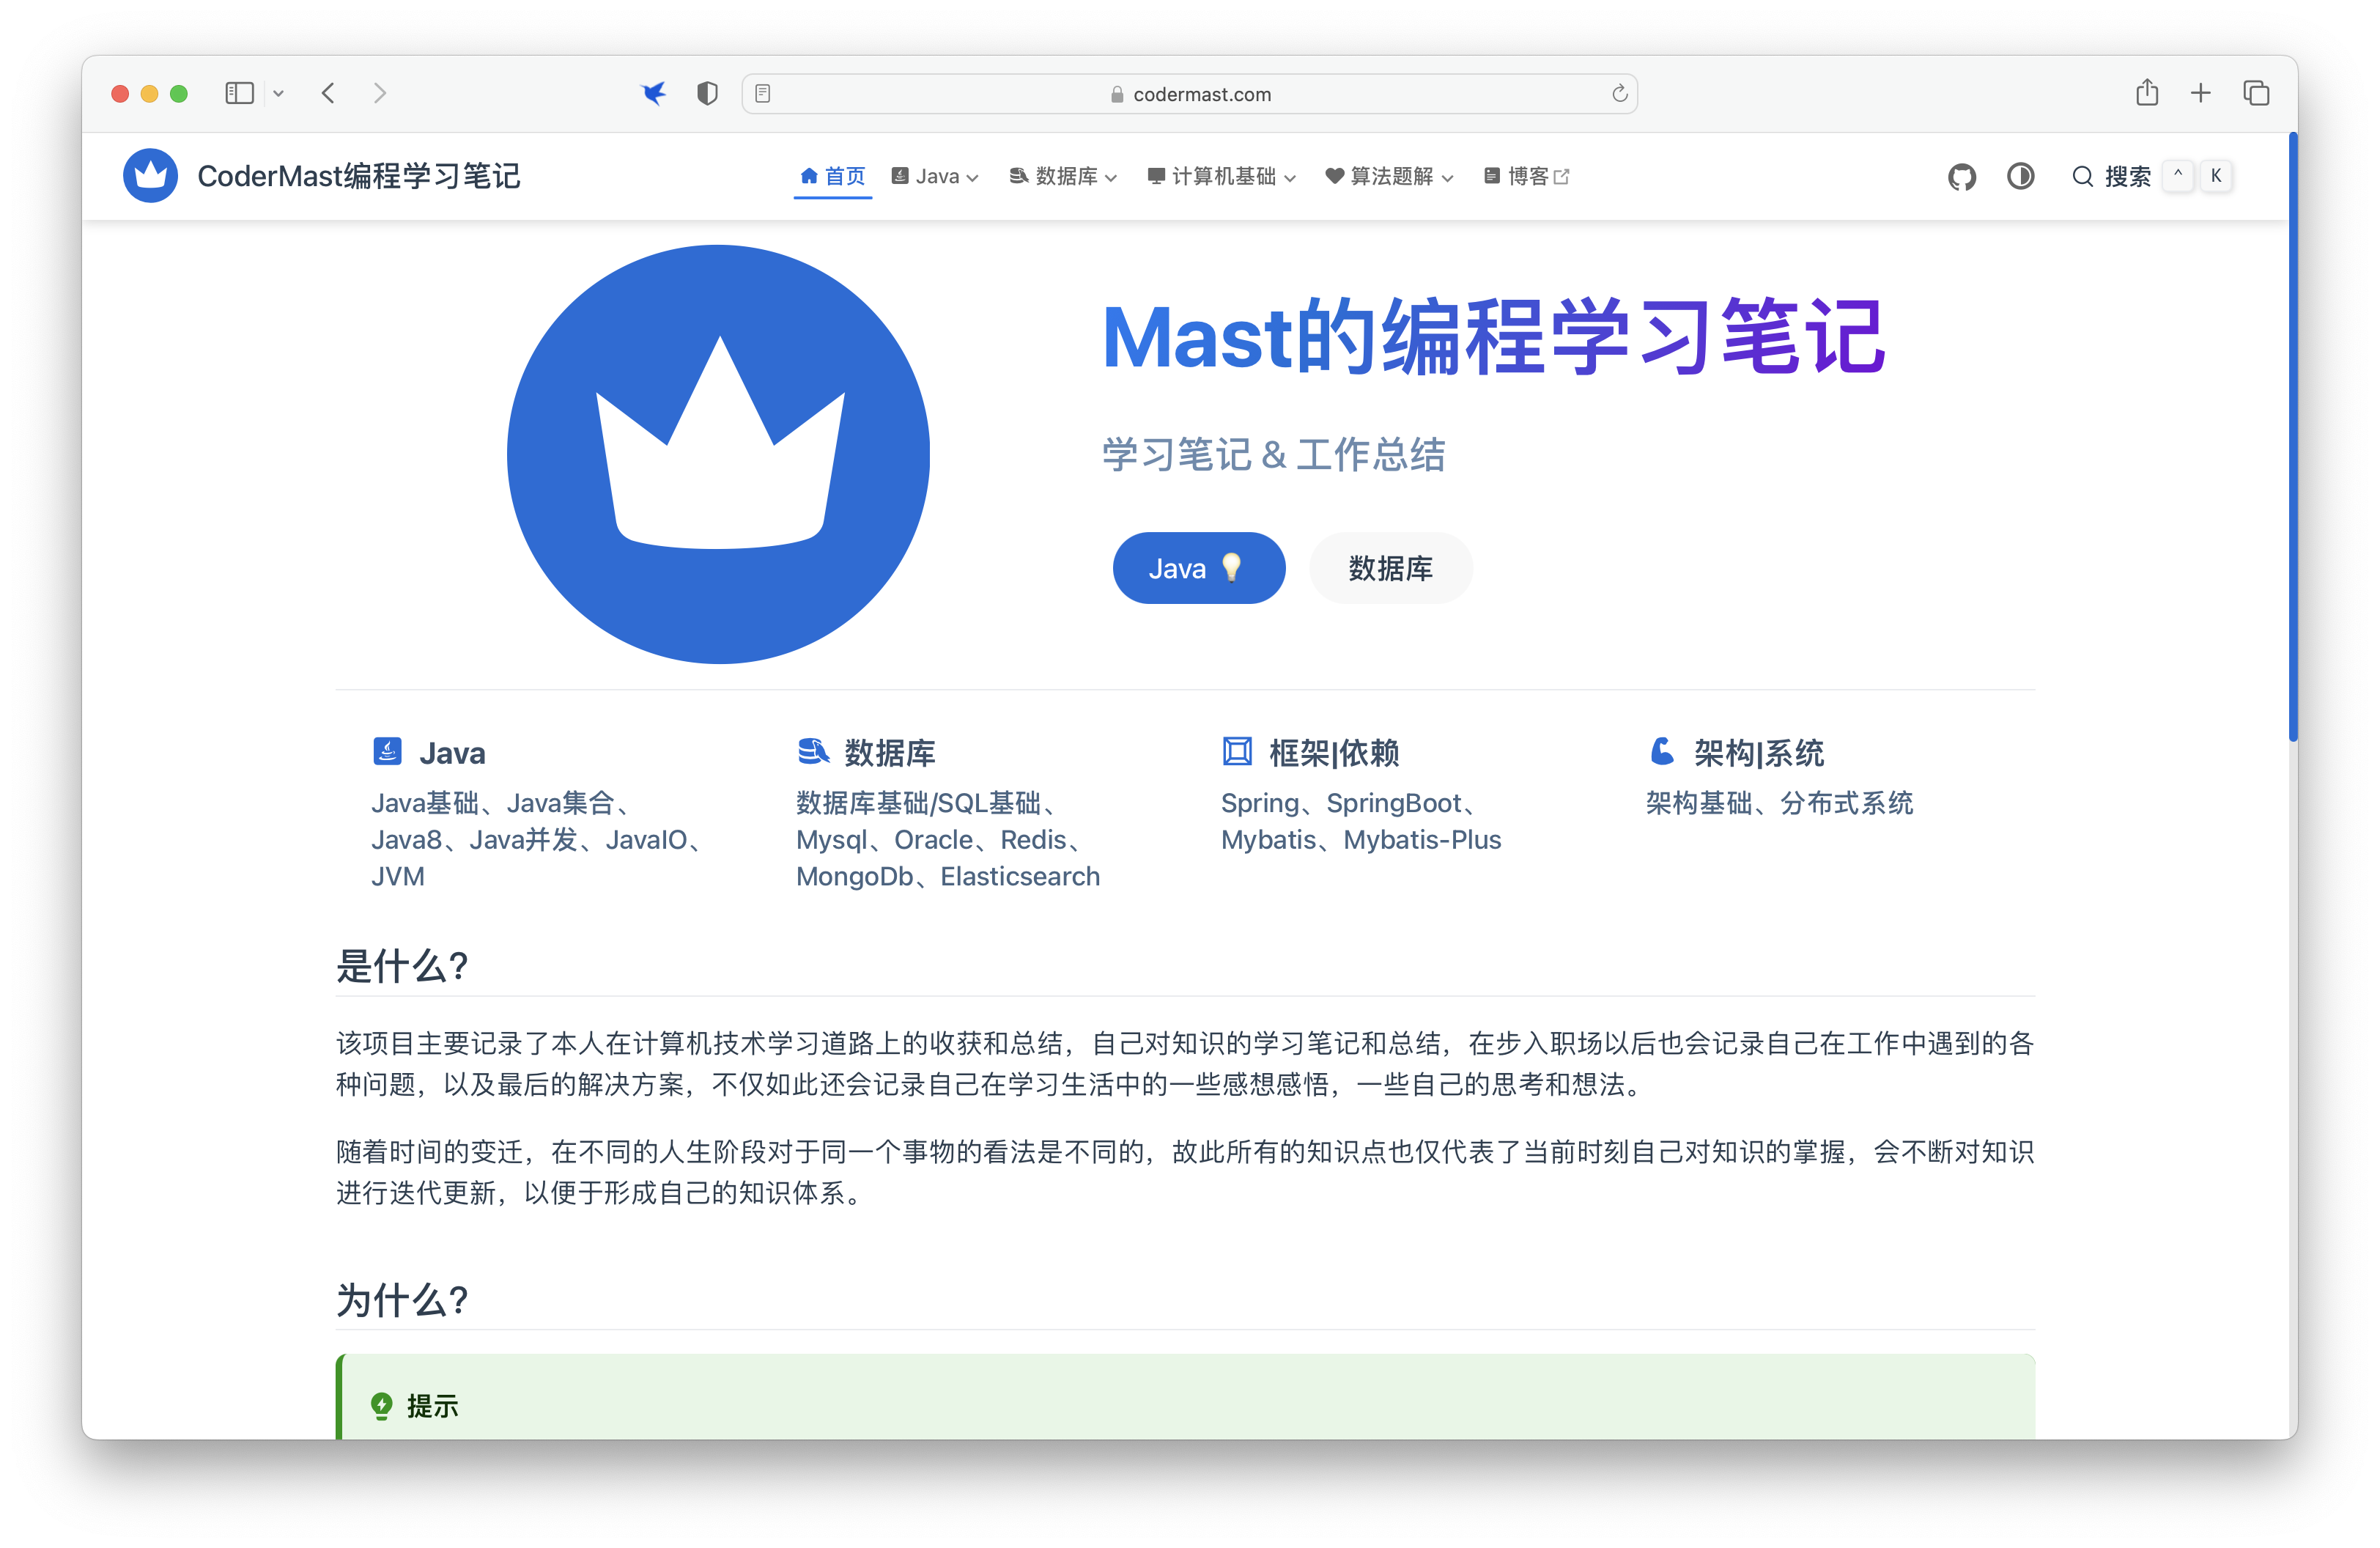 codermast.com
CoderMast编程学习笔记
首页 Java 数据库 计算机基础 算法题解 博客
搜索 ^ K
Mast的编程学习笔记
学习笔记 & 工作总结
Java 数据库
Java
Java基础、Java集合、
Java8、Java并发、JavaIO、
JVM
数据库
数据库基础/SQL基础、
Mysql、Oracle、Redis、
MongoDb、Elasticsearch
框架|依赖
Spring、SpringBoot、
Mybatis、Mybatis-Plus
架构|系统
架构基础、分布式系统
是什么?
该项目主要记录了本人在计算机技术学习道路上的收获和总结，自己对知识的学习笔记和总结，在步入职场以后也会记录自己在工作中遇到的各
种问题，以及最后的解决方案，不仅如此还会记录自己在学习生活中的一些感想感悟，一些自己的思考和想法。
随着时间的变迁，在不同的人生阶段对于同一个事物的看法是不同的，故此所有的知识点也仅代表了当前时刻自己对知识的掌握，会不断对知识
进行迭代更新，以便于形成自己的知识体系。
为什么?
提示